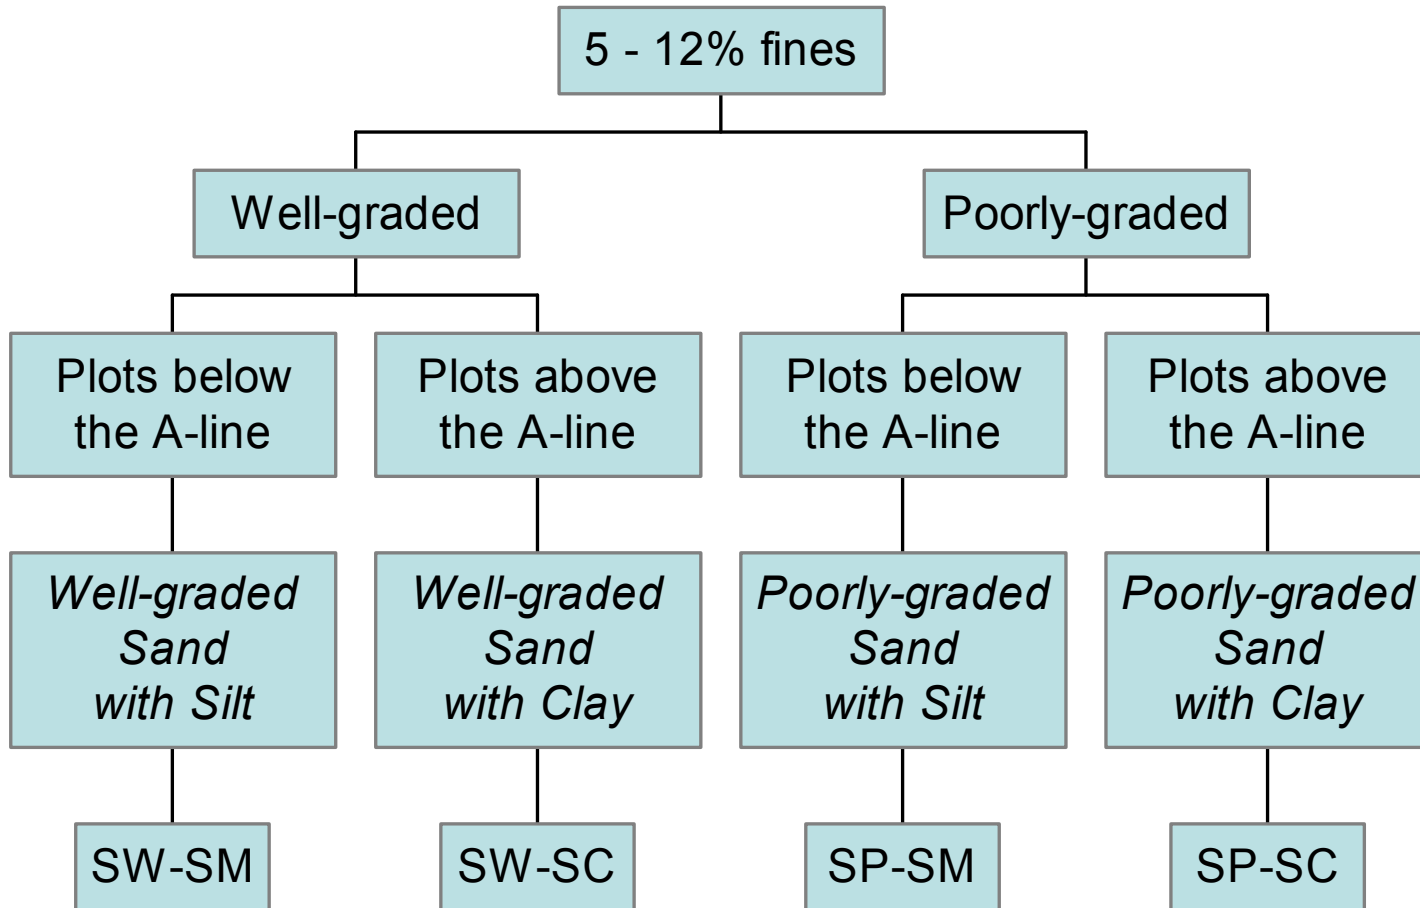 5 - 12% fines
Well-graded
Poorly-graded
Plots below
the A-line
Plots above
the A-line
Plots below
the A-line
Plots above
the A-line
Well-graded
Sand
with Silt
Well-graded
Sand
with Clay
Poorly-graded
Sand
with Silt
Poorly-graded
Sand
with Clay
SW-SM
SW-SC
SP-SM
SP-SC